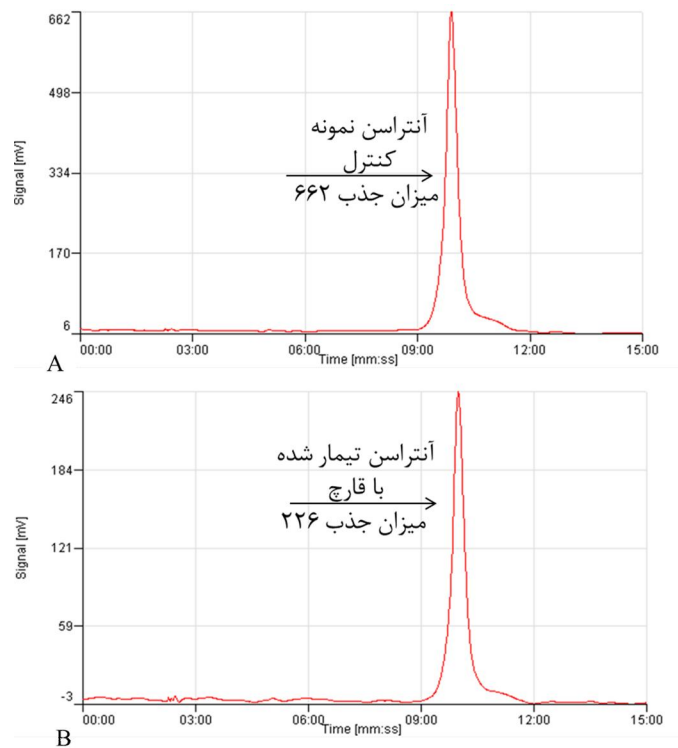 662
498
334
170
6
Signal [mV]
آنتراسن نمونه
کنترل
میزان جذب ۶۶۲
00:00 03:00 06:00 09:00 12:00 15:00
Time [mm:ss]
A
246
184
121
59
-3
Signal [mV]
آنتراسن تیمار شده
با قارچ
میزان جذب ۲۲۶
00:00 03:00 06:00 09:00 12:00 15:00
Time [mm:ss]
B